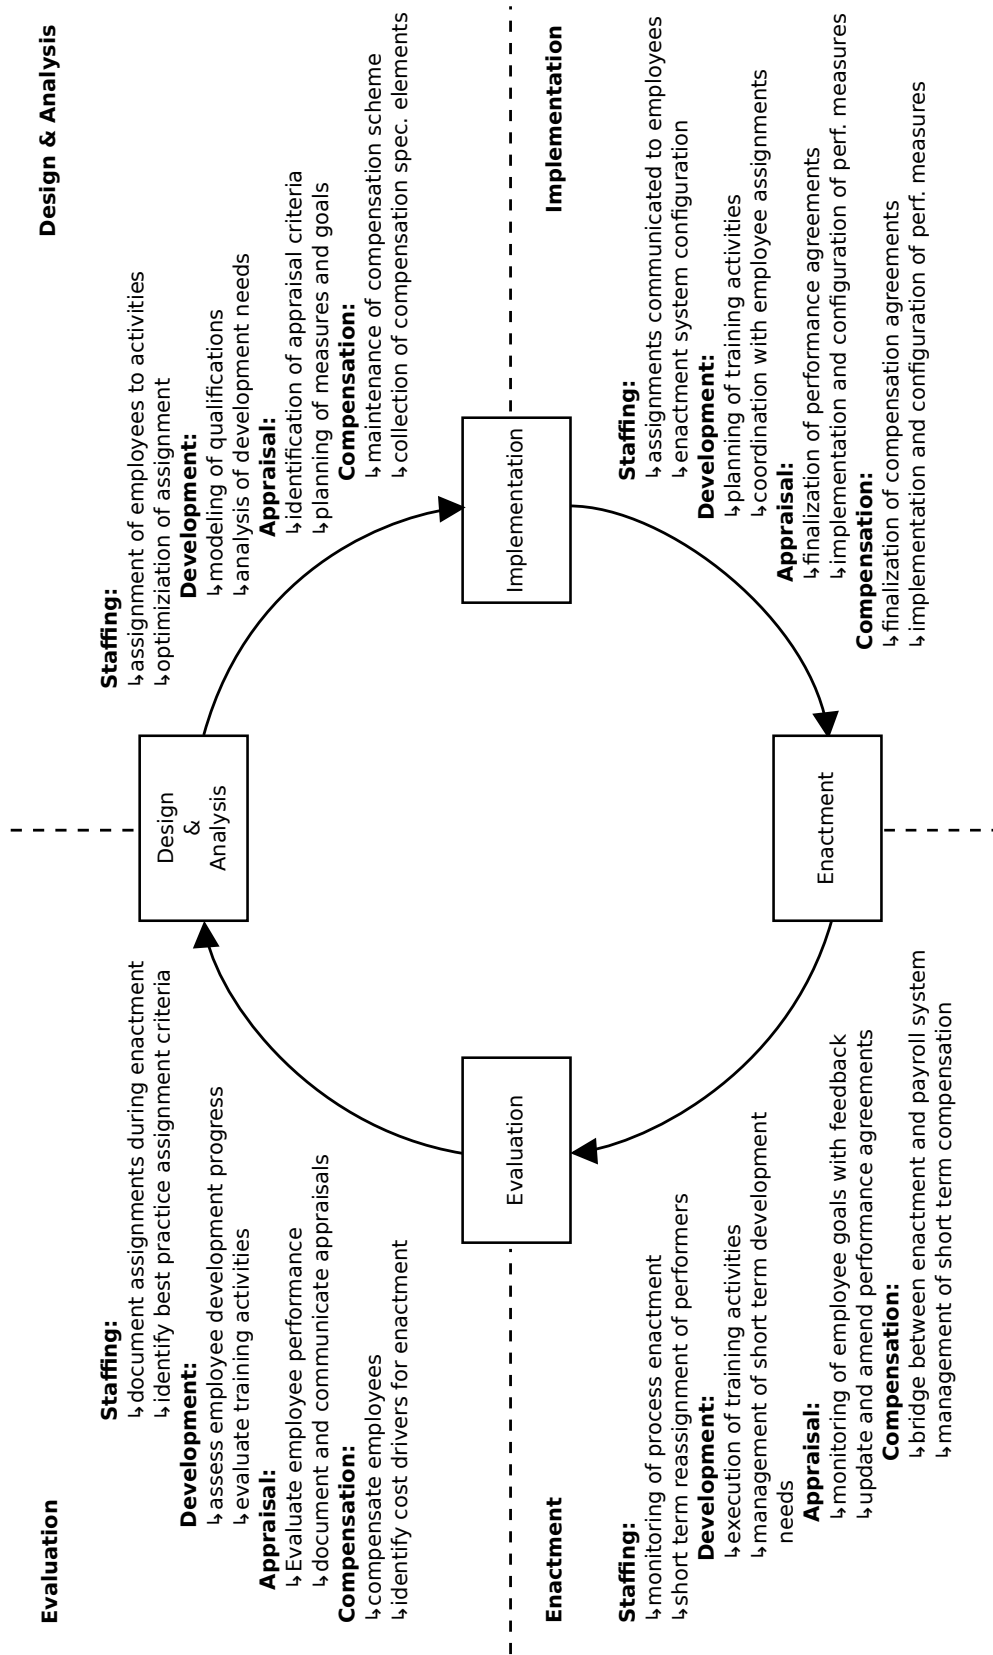 Evaluation
Staffing:
↳document assignments during enactment
↳identify best practice assignment criteria
Development:
↳assess employee development progress
↳evaluate training activities
Appraisal:
↳Evaluate employee performance
↳document and communicate appraisals
Compensation:
↳compensate employees
↳identify cost drivers for enactment
Design & Analysis
Staffing:
↳assignment of employees to activities
↳optimiziation of assignment
Development:
↳modeling of qualifications
↳analysis of development needs
Appraisal:
↳identification of appraisal criteria
↳planning of measures and goals
Compensation:
↳maintenance of compensation scheme
↳collection of compensation spec. elements
Design
&
Analysis
Evaluation
Implementation
Enactment
Enactment
Staffing:
↳monitoring of process enactment
↳short term reassignment of performers
Development:
↳execution of training activities
↳management of short term development
needs
Appraisal:
↳monitoring of employee goals with feedback
↳update and amend performance agreements
Compensation:
↳bridge between enactment and payroll system
↳management of short term compensation
Implementation
Staffing:
↳assignments communicated to employees
↳enactment system configuration
Development:
↳planning of training activities
↳coordination with employee assignments
Appraisal:
↳finalization of performance agreements
↳implementation and configuration of perf. measures
Compensation:
↳finalization of compensation agreements
↳implementation and configuration of perf. measures